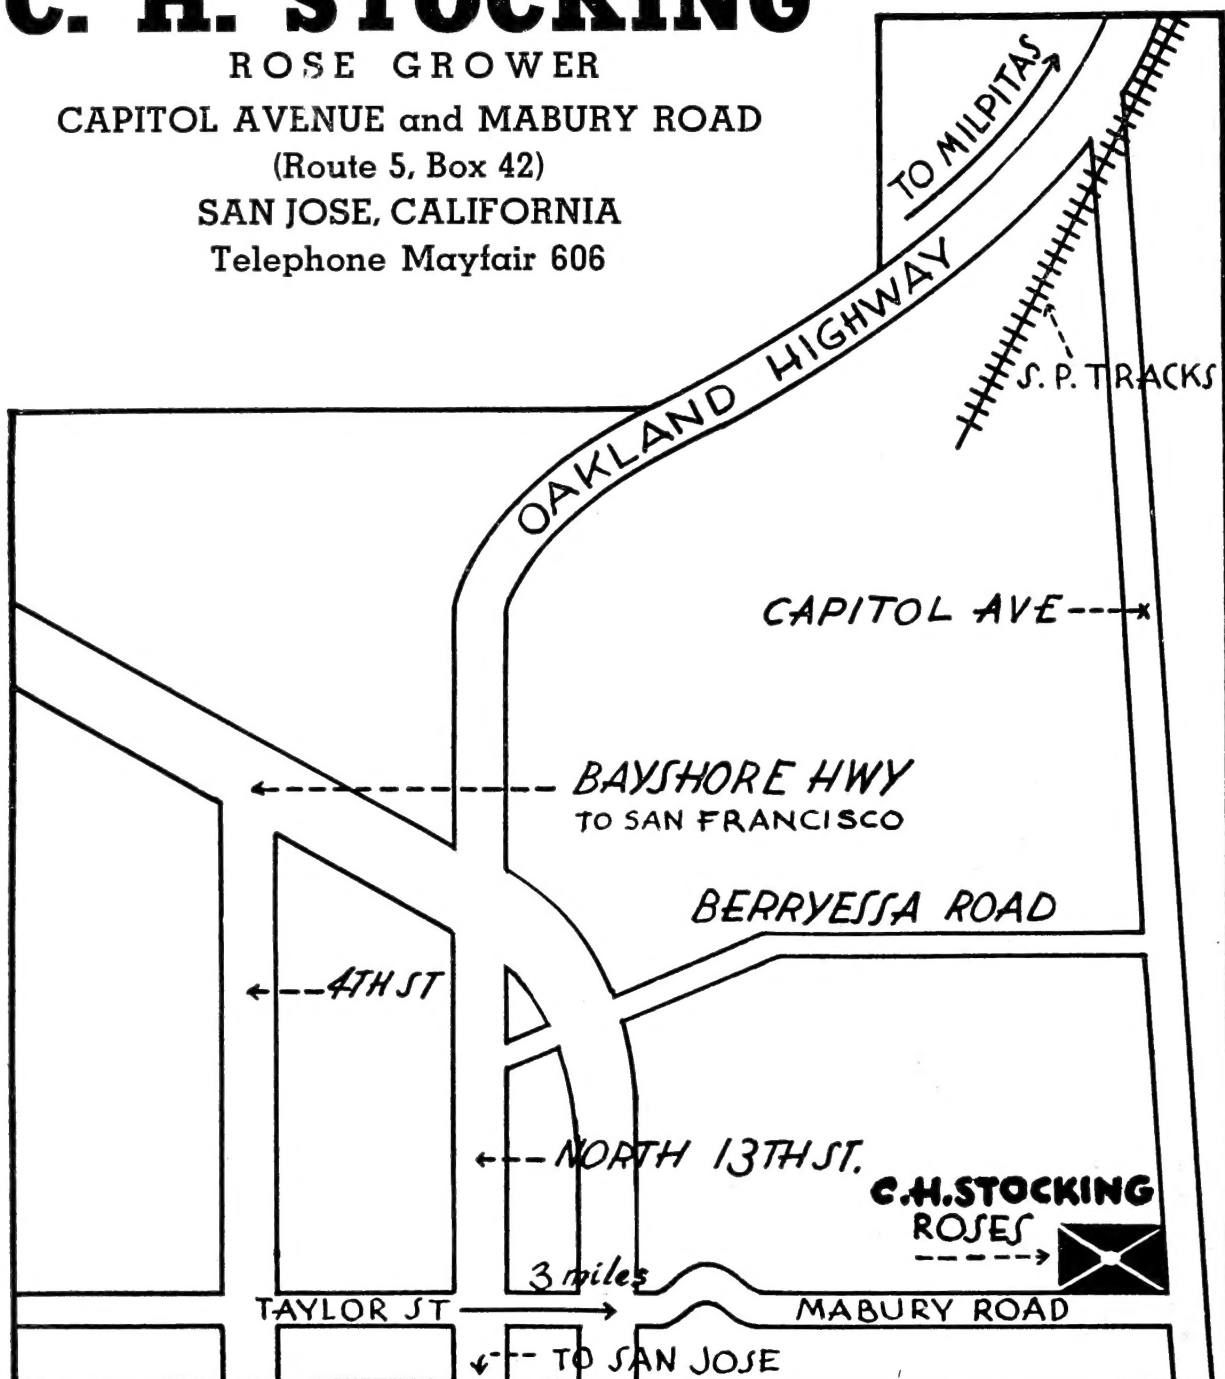 C. H. STOCKING
ROSE GROWER
CAPITOL AVENUE and MABURY ROAD
(Route 5, Box 42)
SAN JOSE, CALIFORNIA
Telephone Mayfair 606
TO MILPITAS
OAKLAND HIGHWAY
S. P. TRACKS
CAPITOL AVE
BAYSHORE HWY
TO SAN FRANCISCO
BERRYESSA ROAD
4TH ST
NORTH 13TH ST.
C.H.STOCKING
ROSES
3 miles
TAYLOR ST
MABURY ROAD
TO SAN JOSE